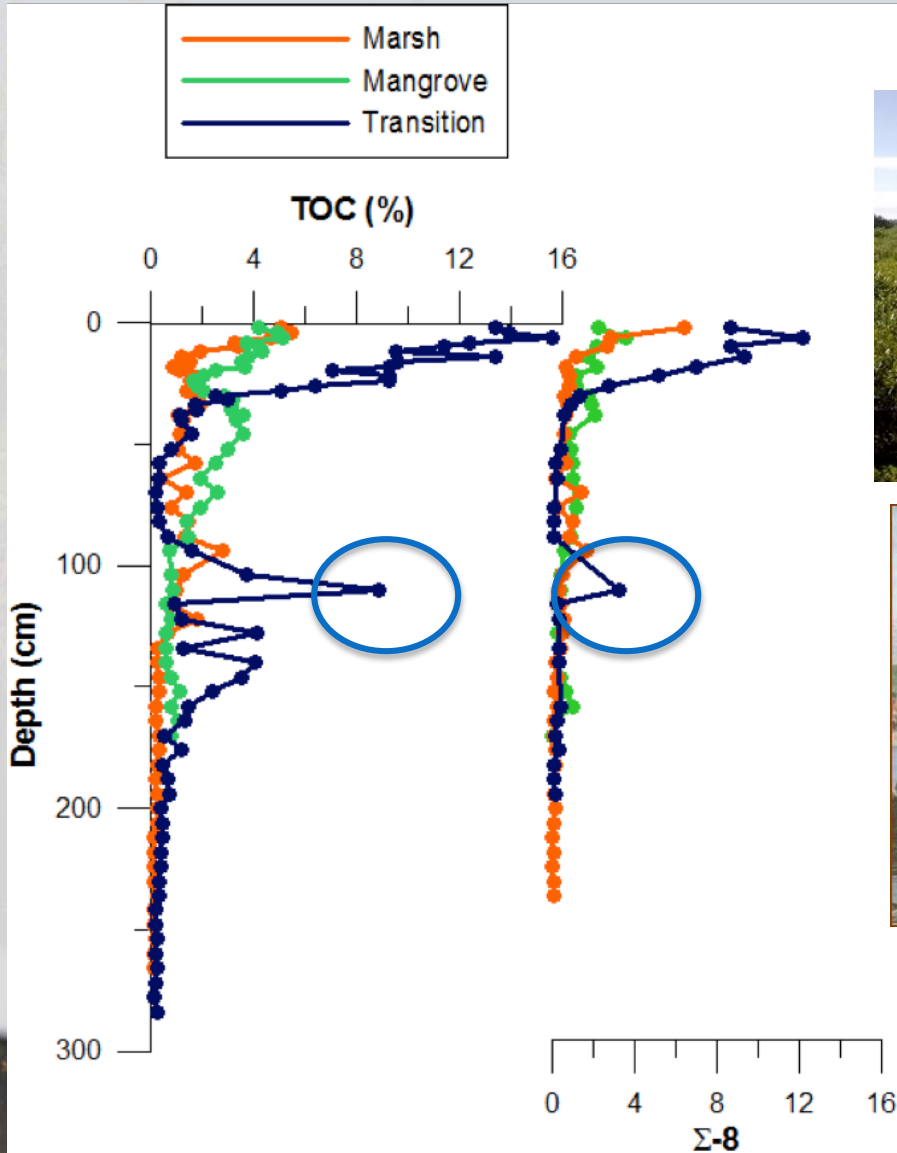 Marsh
Mangrove
Transition
TOC (%)
0 4 8 12 16
0
100
200
300
Depth (cm)
0 4 8 12 16
Σ-8